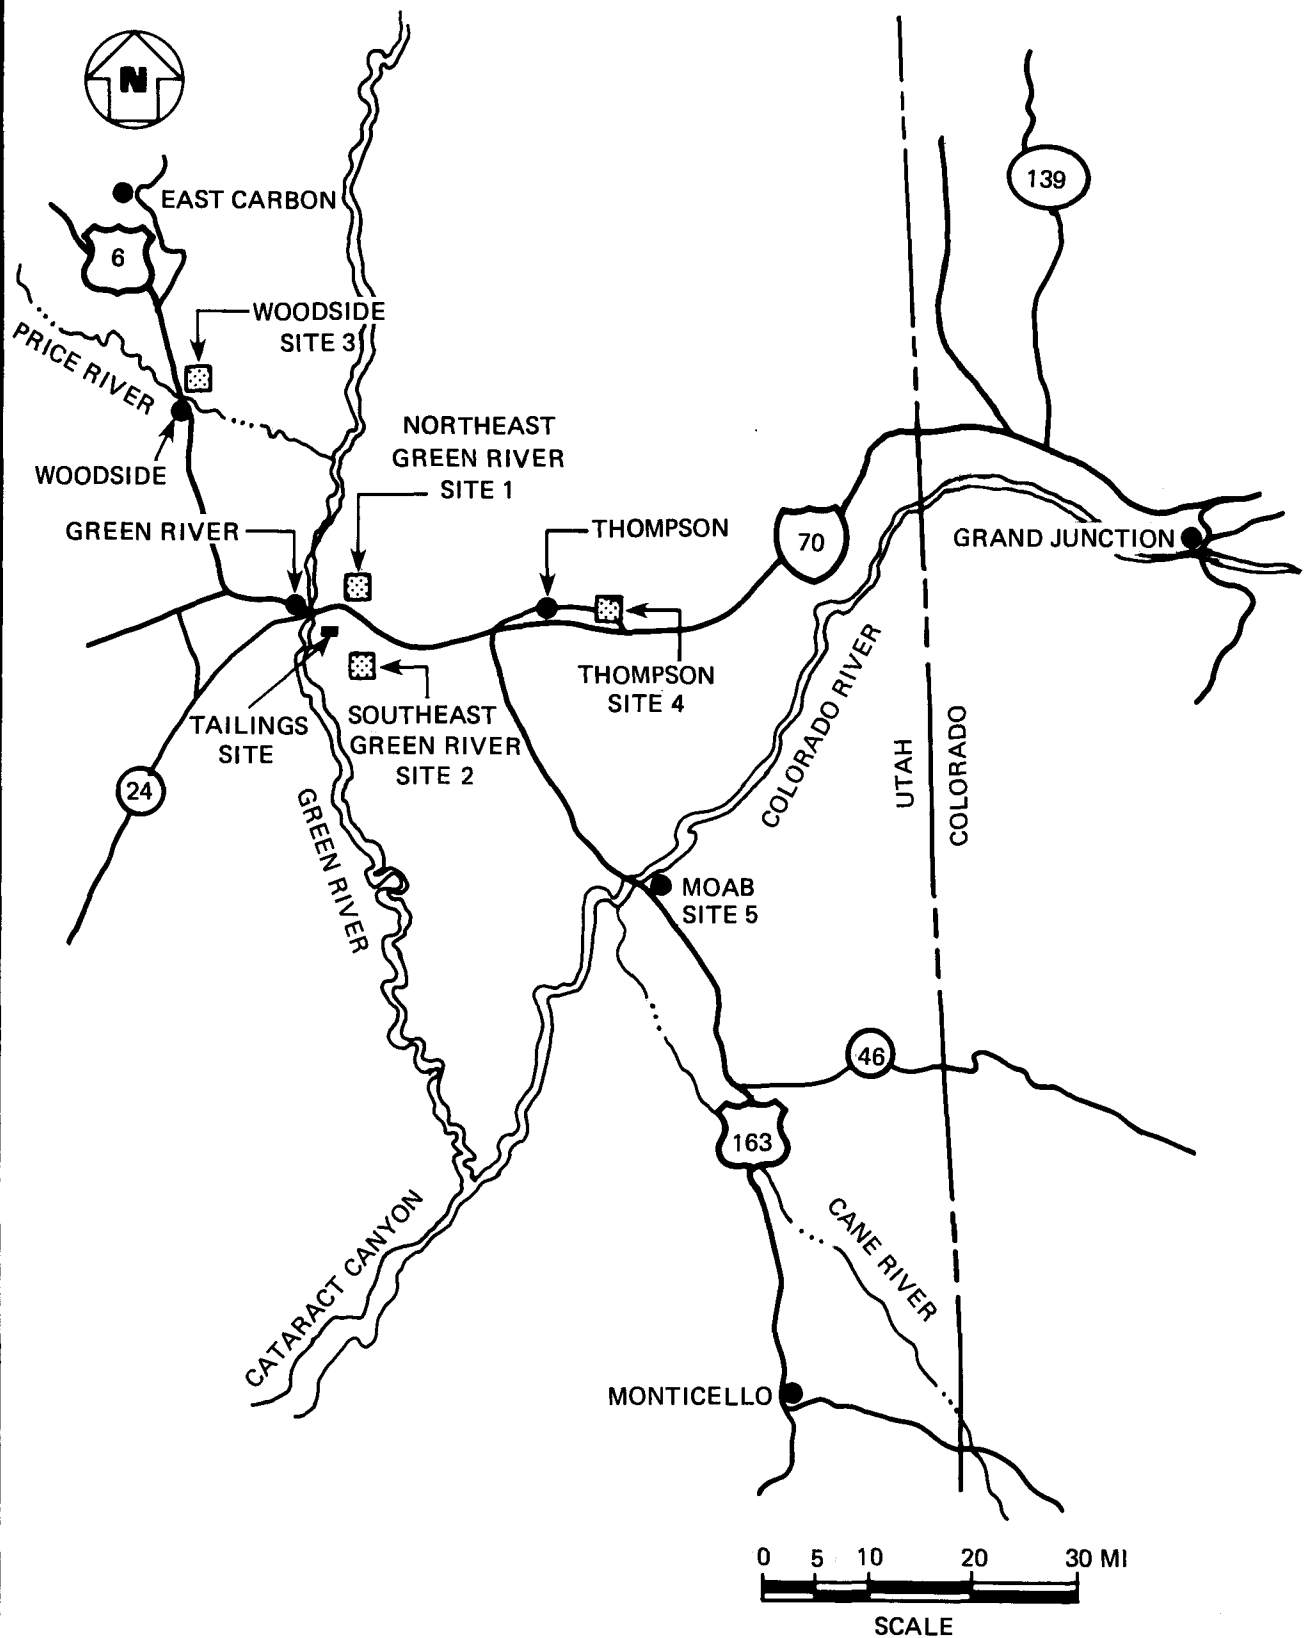 N
139
EAST CARBON
6
WOODSIDE
SITE 3
PRICE RIVER
NORTHEAST
GREEN RIVER
SITE 1
WOODSIDE
GREEN RIVER
THOMPSON
70
GRAND JUNCTION
THOMPSON
SITE 4
COLORADO RIVER
TAILINGS
SITE
SOUTHEAST
GREEN RIVER
SITE 2
UTAH
COLORADO
24
GREEN RIVER
MOAB
SITE 5
46
163
CATARACT CANYON
CANE RIVER
MONTICELLO
0 5 10 20 30 MI
SCALE